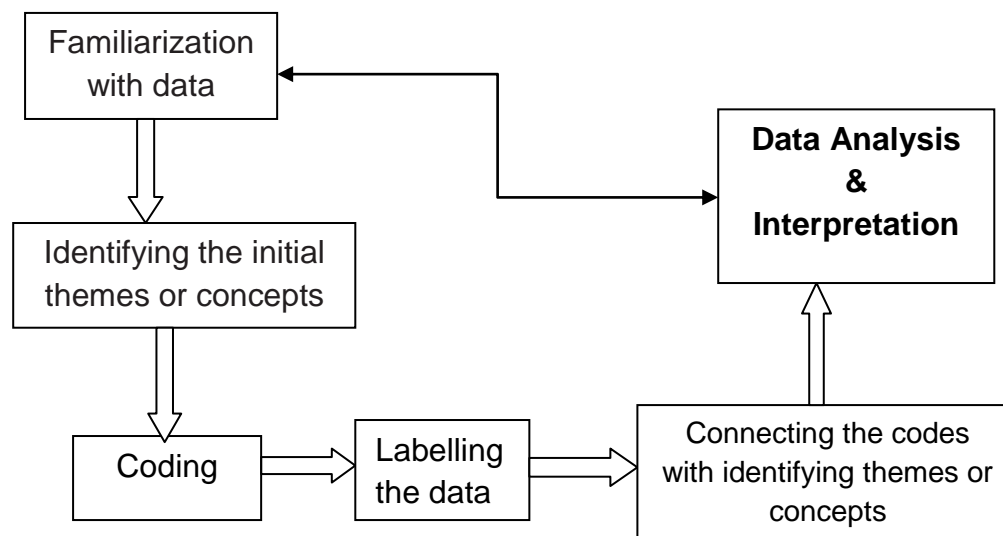 Familiarization
with data
Data Analysis
&
Interpretation
Identifying the initial
themes or concepts
Coding
Labelling
the data
Connecting the codes
with identifying themes or
concepts